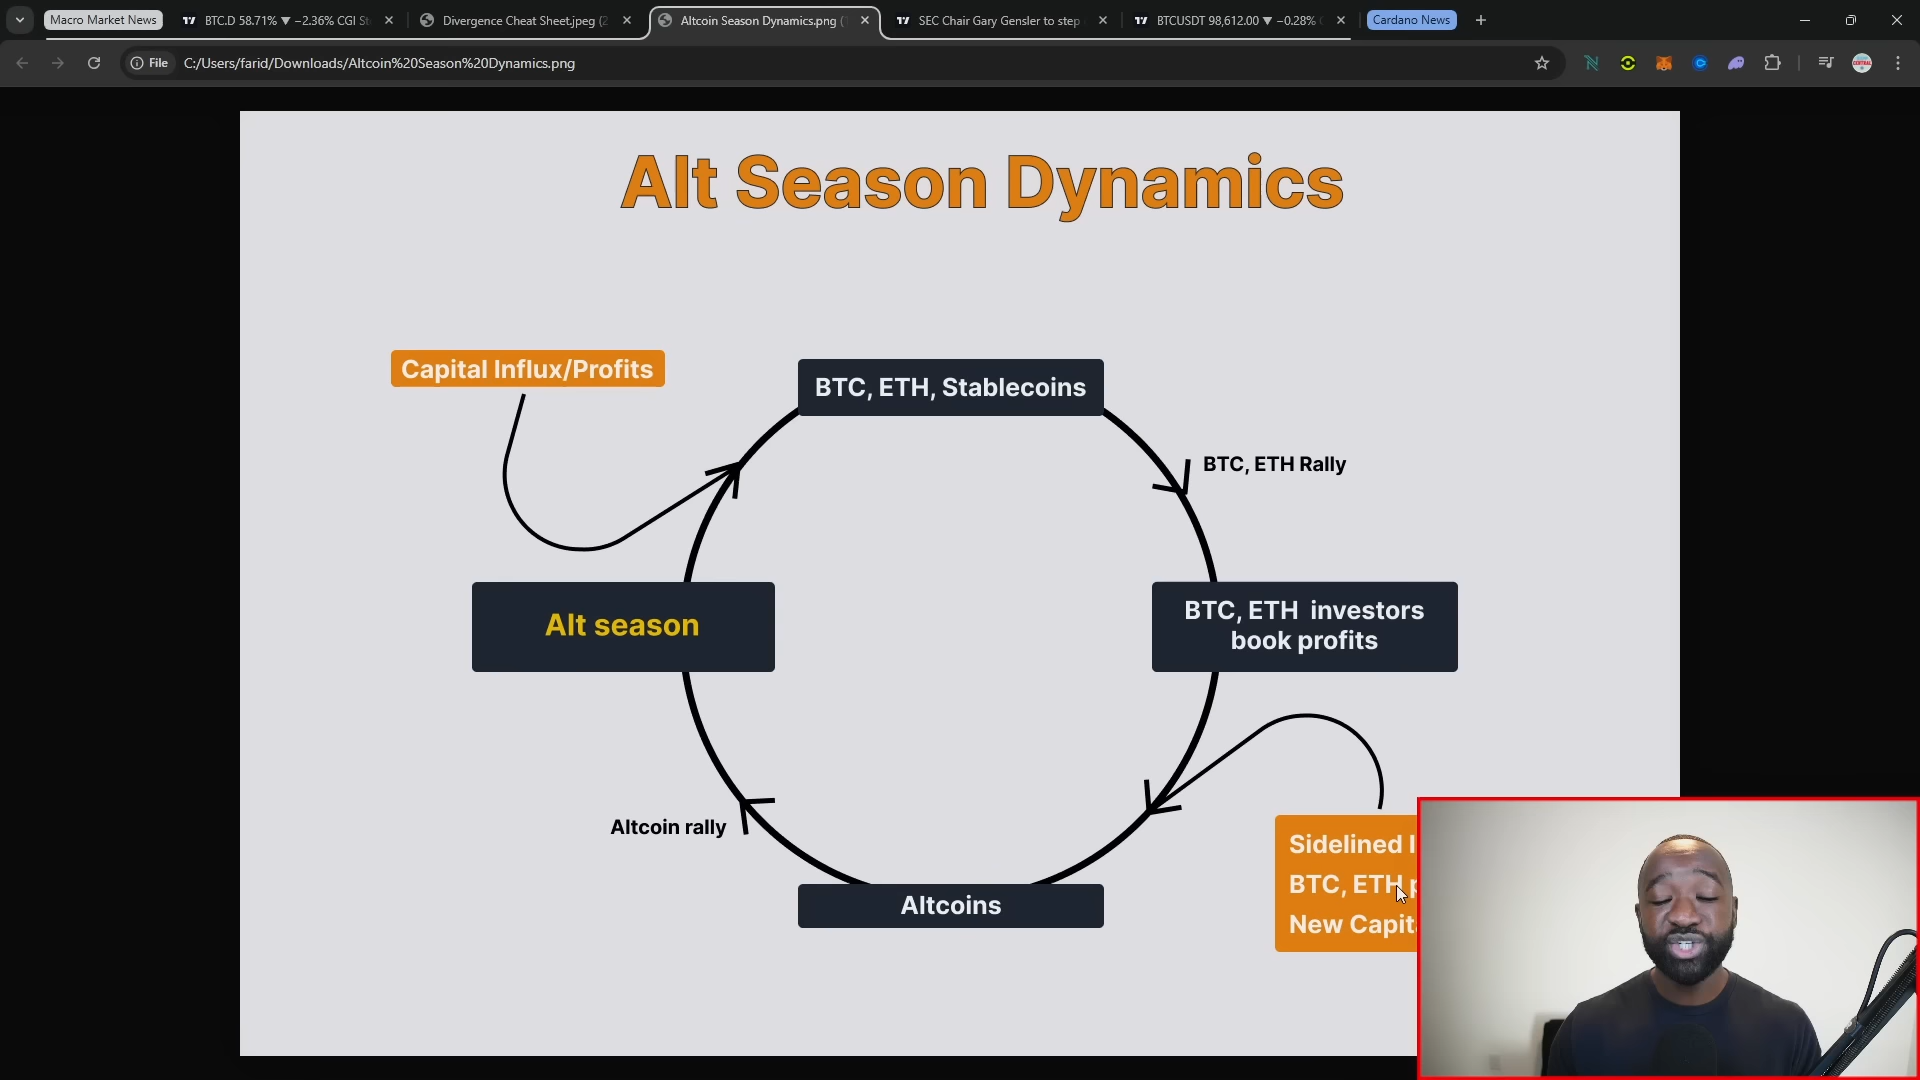 Macro Market News
BTC.D 58.71% ▼ −2.36% CGI
Divergence Cheat Sheet.jpeg
Altcoin Season Dynamics.png
SEC Chair Gary Gensler to step
BTCUSDT 98,612.00 ▼ −0.28%
Cardano News
File
C:/Users/farid/Downloads/Altcoin%20Season%20Dynamics.png
Alt Season Dynamics
Capital Influx/Profits
BTC, ETH, Stablecoins
BTC, ETH Rally
Alt season
BTC, ETH investors
book profits
Altcoin rally
Altcoins
Sidelined
BTC, ETH
New